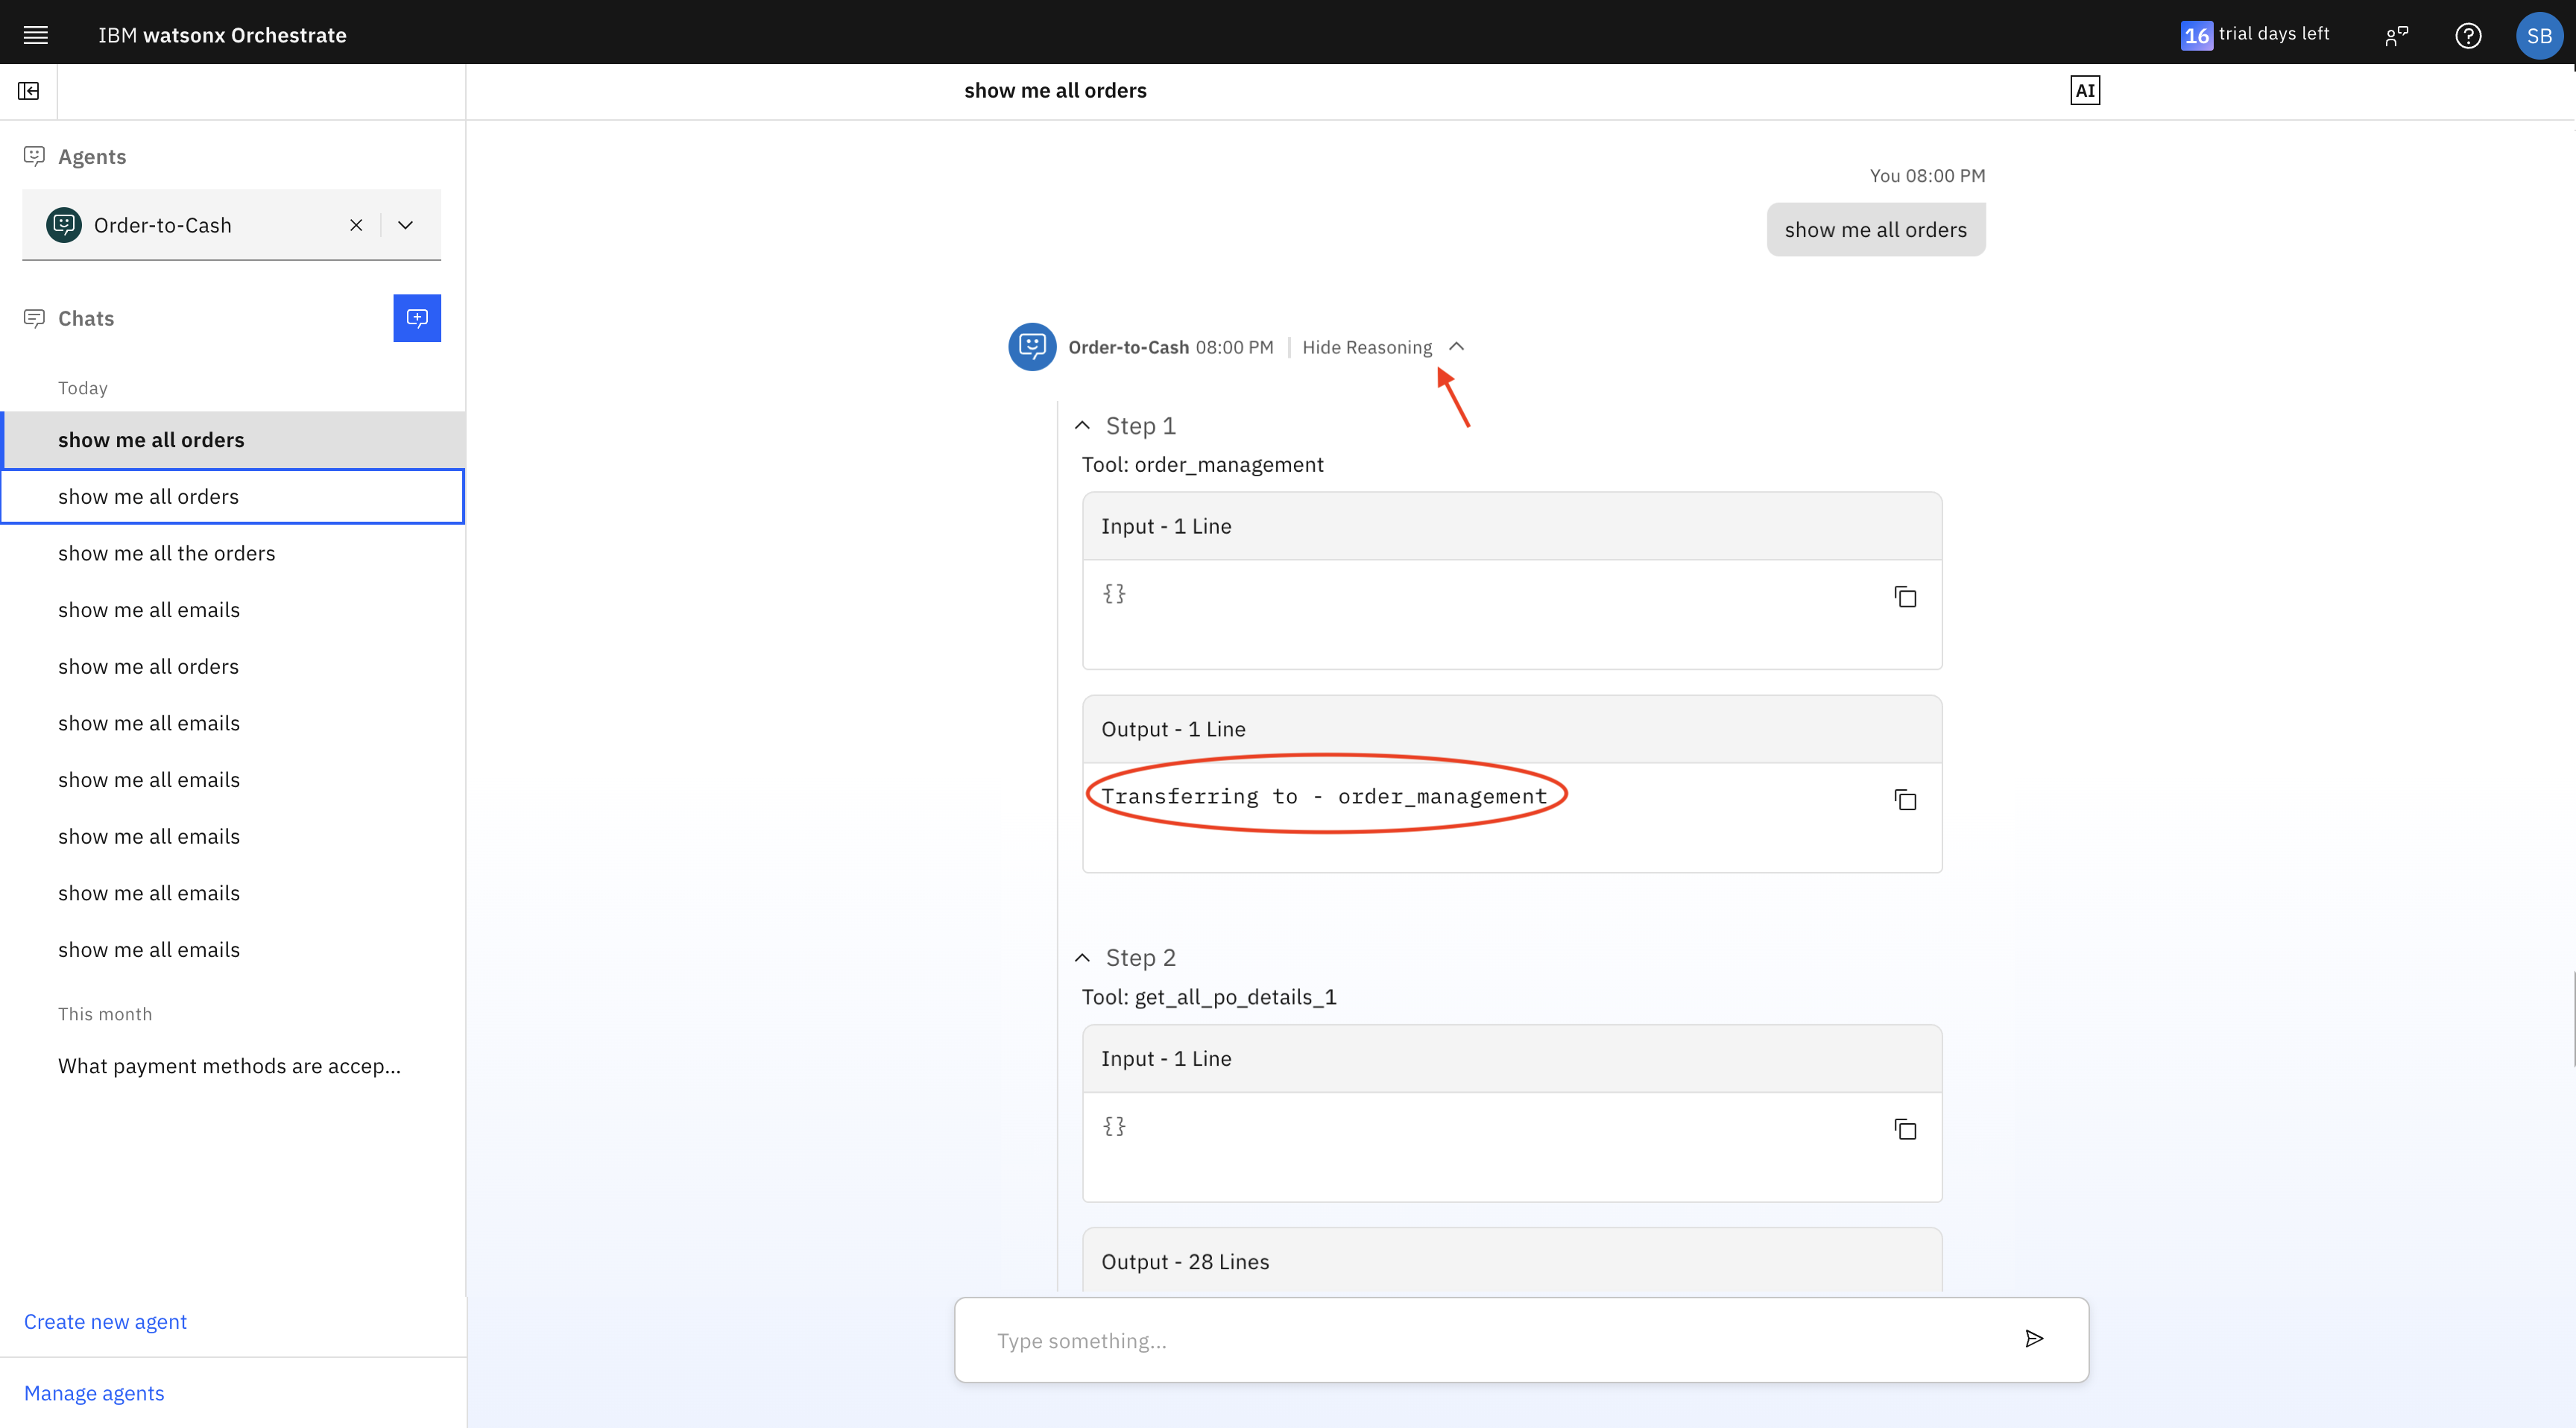 IBM watsonx Orchestrate
16 trial days left
SB
show me all orders
AI
Agents
Order-to-Cash
Chats
Today
show me all orders
show me all orders
show me all the orders
show me all emails
show me all orders
show me all emails
show me all emails
show me all emails
show me all emails
show me all emails
This month
What payment methods are accep...
Create new agent
Manage agents
You 08:00 PM
show me all orders
Order-to-Cash 08:00 PM | Hide Reasoning
Step 1
Tool: order_management
Input - 1 Line
{}
Output - 1 Line
Transferring to - order_management
Step 2
Tool: get_all_po_details_1
Input - 1 Line
{}
Output - 28 Lines
Type something...